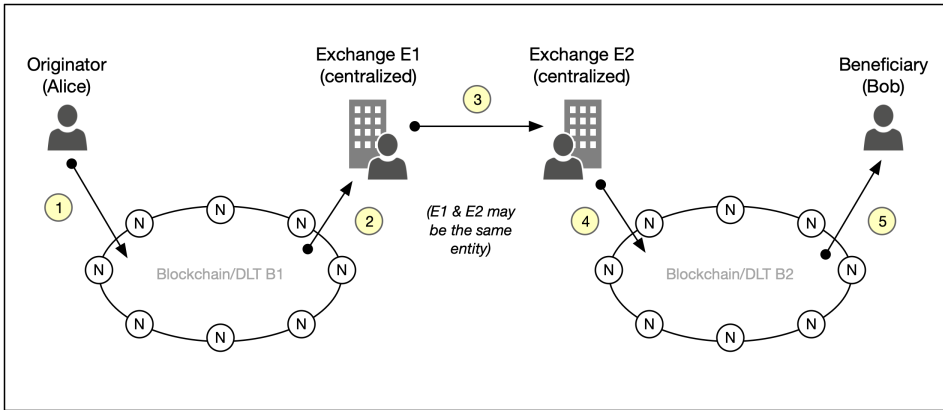 Originator
(Alice)
Exchange E1
(centralized)
Exchange E2
(centralized)
Beneficiary
(Bob)
1
2
3
4
5
(E1 & E2 may
be the same
entity)
N
N
N
N
N
N
N
N
Blockchain/DLT B1
N
N
N
N
N
N
N
N
Blockchain/DLT B2